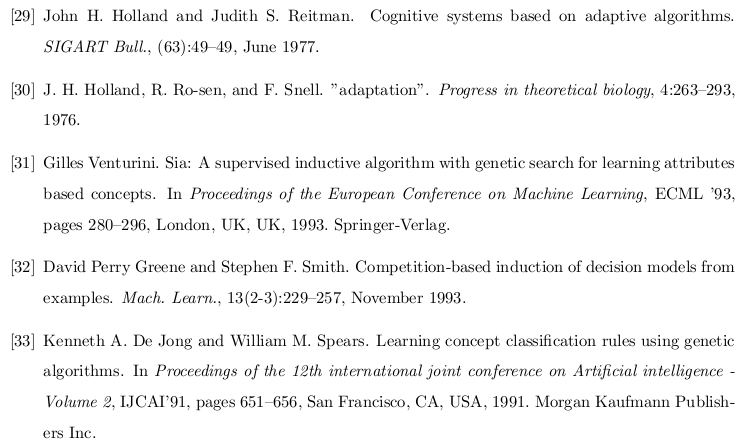 [29] John H. Holland and Judith S. Reitman. Cognitive systems based on adaptive algorithms.
SIGART Bull., (63):49–49, June 1977.
[30] J. H. Holland, R. Ro-sen, and F. Snell. ”adaptation”. Progress in theoretical biology, 4:263–293,
1976.
[31] Gilles Venturini. Sia: A supervised inductive algorithm with genetic search for learning attributes
based concepts. In Proceedings of the European Conference on Machine Learning, ECML ’93,
pages 280–296, London, UK, UK, 1993. Springer-Verlag.
[32] David Perry Greene and Stephen F. Smith. Competition-based induction of decision models from
examples. Mach. Learn., 13(2-3):229–257, November 1993.
[33] Kenneth A. De Jong and William M. Spears. Learning concept classification rules using genetic
algorithms. In Proceedings of the 12th international joint conference on Artificial intelligence -
Volume 2, IJCAI’91, pages 651–656, San Francisco, CA, USA, 1991. Morgan Kaufmann Publish-
ers Inc.